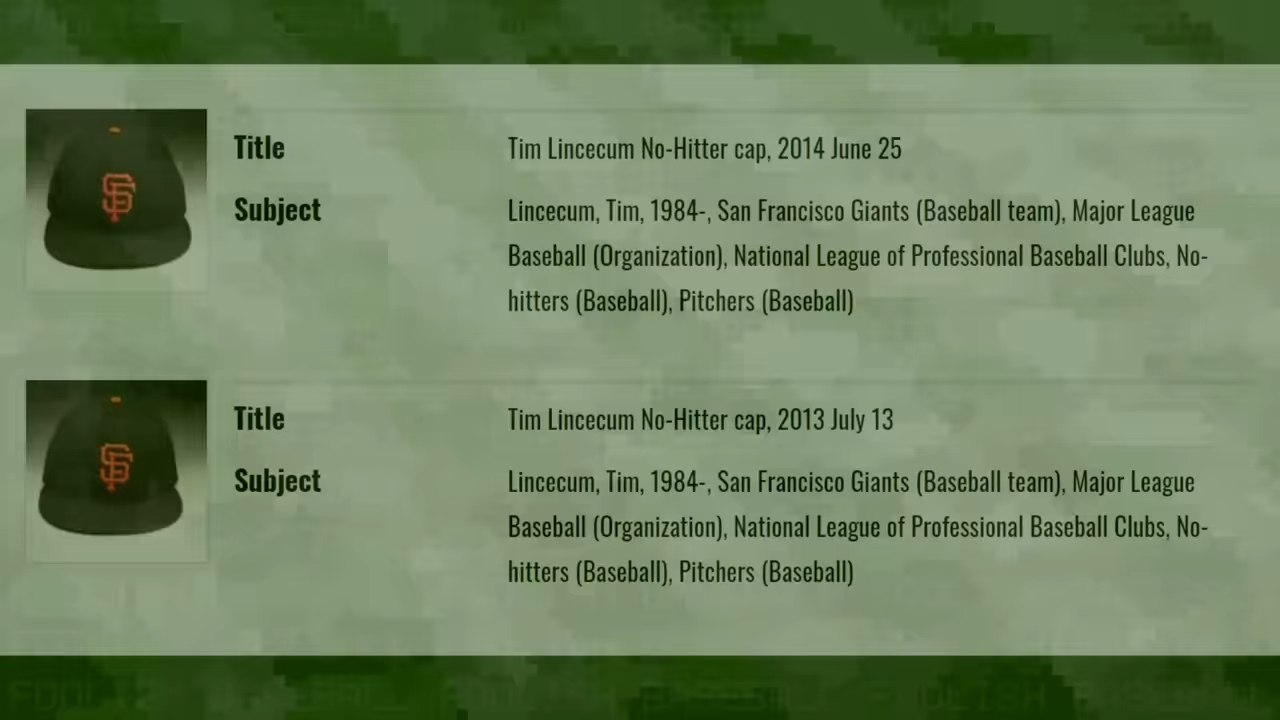 Title
Tim Lincecum No-Hitter cap, 2014 June 25
Subject
Lincecum, Tim, 1984-, San Francisco Giants (Baseball team), Major League
Baseball (Organization), National League of Professional Baseball Clubs, No-
hitters (Baseball), Pitchers (Baseball)
SF
Title
Tim Lincecum No-Hitter cap, 2013 July 13
Subject
Lincecum, Tim, 1984-, San Francisco Giants (Baseball team), Major League
Baseball (Organization), National League of Professional Baseball Clubs, No-
hitters (Baseball), Pitchers (Baseball)
SF